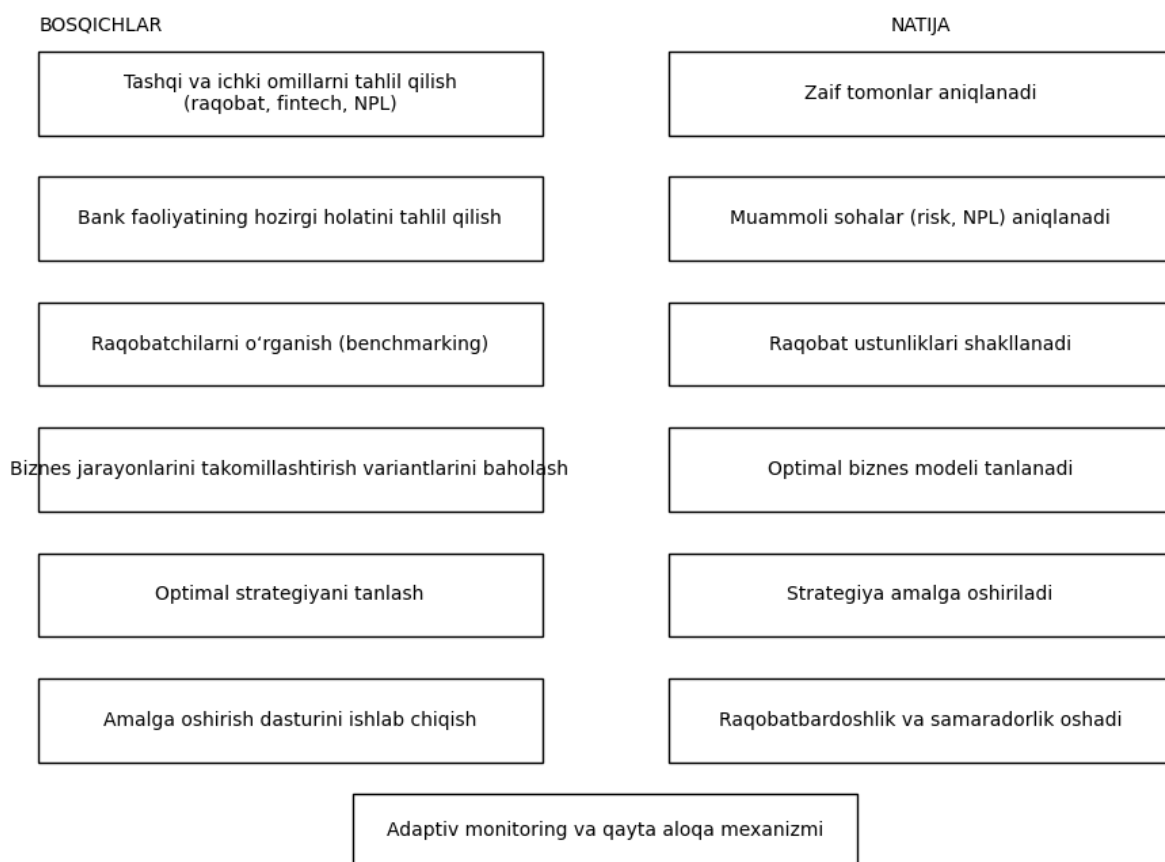 BOSQICHLAR
NATIJA
Tashqi va ichki omillarni tahlil qilish
(raqobat, fintech, NPL)
Zaif tomonlar aniqlanadi
Bank faoliyatining hozirgi holatini tahlil qilish
Muammoli sohalar (risk, NPL) aniqlanadi
Raqobatchilarni o‘rganish (benchmarking)
Raqobat ustunliklari shakllanadi
Biznes jarayonlarini takomillashtirish variantlarini baholash
Optimal biznes modeli tanlanadi
Optimal strategiyani tanlash
Strategiya amalga oshiriladi
Amalga oshirish dasturini ishlab chiqish
Raqobatbardoshlik va samaradorlik oshadi
Adaptiv monitoring va qayta aloqa mexanizmi